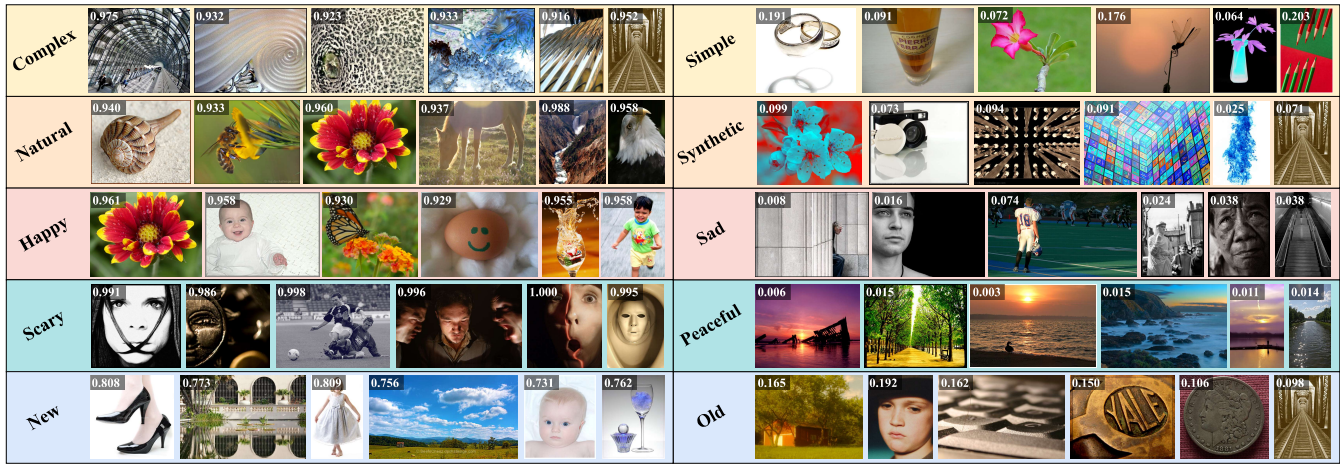 Complex
0.975 0.932 0.923 0.933 0.916 0.952
Simple
0.191 0.091 0.072 0.176 0.064 0.203
PIERRE
FERRAND
Natural
0.940 0.933 0.960 0.937 0.988 0.958
Synthetic
0.099 0.073 0.094 0.091 0.025 0.071
Happy
0.961 0.958 0.930 0.929 0.955 0.958
Sad
0.008 0.016 0.074 0.024 0.038 0.038
18
Scary
0.991 0.986 0.998 0.996 1.000 0.995
Peaceful
0.006 0.015 0.003 0.015 0.011 0.014
New
0.808 0.773 0.809 0.756 0.731 0.762
Old
0.165 0.192 0.162 0.150 0.106 0.098
YALE